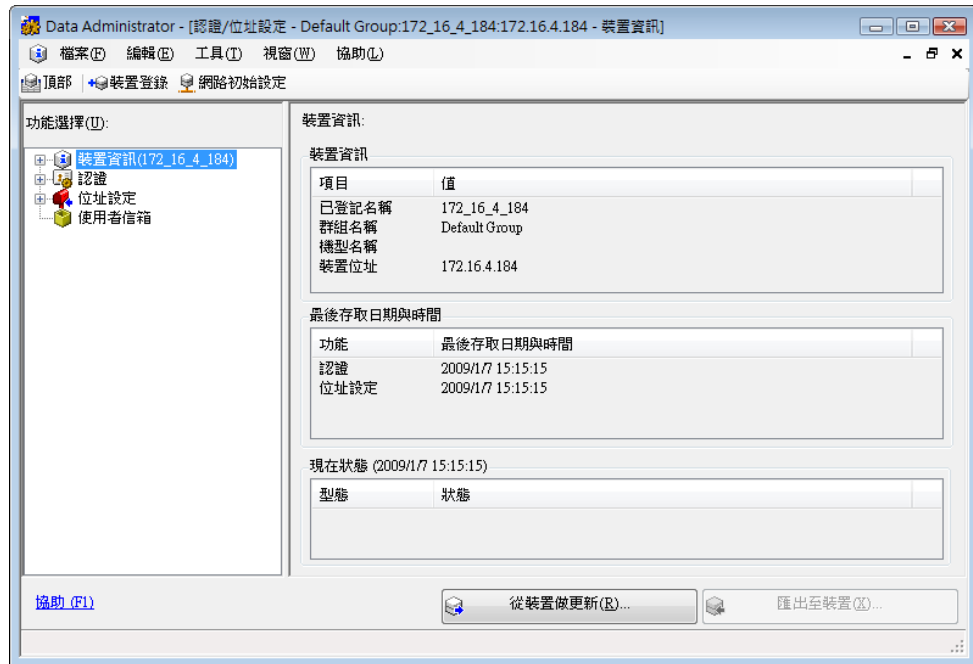 Data Administrator - [認證/位址設定 - Default Group:172_16_4_184:172.16.4.184 - 裝置資訊]
檔案(F) 編輯(E) 工具(T) 視窗(W) 協助(L)
頂部 裝置登錄 網路初始設定
功能選擇(U):
裝置資訊(172_16_4_184)
認證
位址設定
使用者信箱
裝置資訊:
裝置資訊
項目 值
已登記名稱 172_16_4_184
群組名稱 Default Group
機型名稱
裝置位址 172.16.4.184
最後存取日期與時間
功能 最後存取日期與時間
認證 2009/1/7 15:15:15
位址設定 2009/1/7 15:15:15
現在狀態 (2009/1/7 15:15:15)
型態 狀態
協助 (F1)
從裝置做更新(R)...
匯出至裝置(X)...